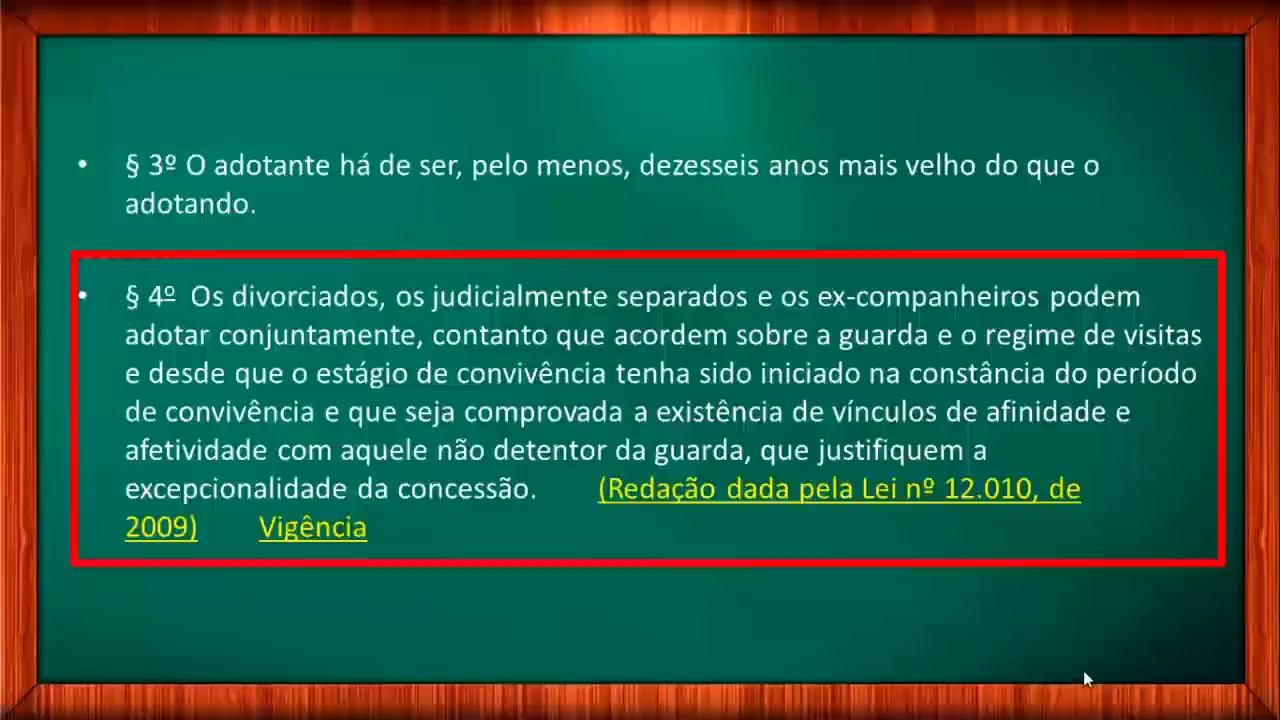 • § 3º O adotante há de ser, pelo menos, dezesseis anos mais velho do que o
adotando.
• § 4º Os divorciados, os judicialmente separados e os ex-companheiros podem
adotar conjuntamente, contanto que acordem sobre a guarda e o regime de visitas
e desde que o estágio de convivência tenha sido iniciado na constância do período
de convivência e que seja comprovada a existência de vínculos de afinidade e
afetividade com aquele não detentor da guarda, que justifiquem a
excepcionalidade da concessão. (Redação dada pela Lei nº 12.010, de
2009) Vigência